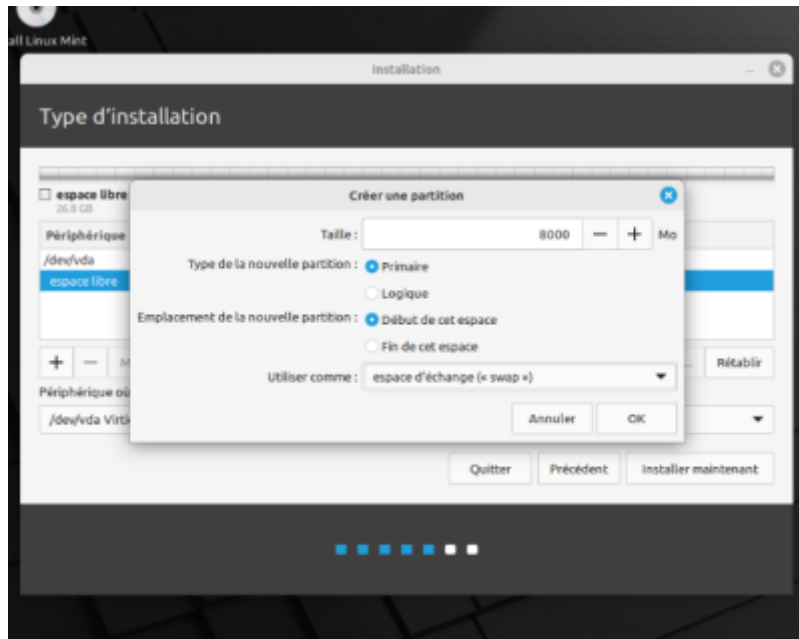 all Linux Mint
Installation
Type d'installation
espace libre
26.8 GB
Créer une partition
Périphérique
Taille :
8000
Mo
/dev/vda
Type de la nouvelle partition :
Primaire
espace libre
Logique
Emplacement de la nouvelle partition :
Début de cet espace
Fin de cet espace
Utiliser comme :
espace d'échange (« swap »)
Rétablir
Périphérique où
Annuler
OK
/dev/vda
Quitter
Précédent
Installer maintenant